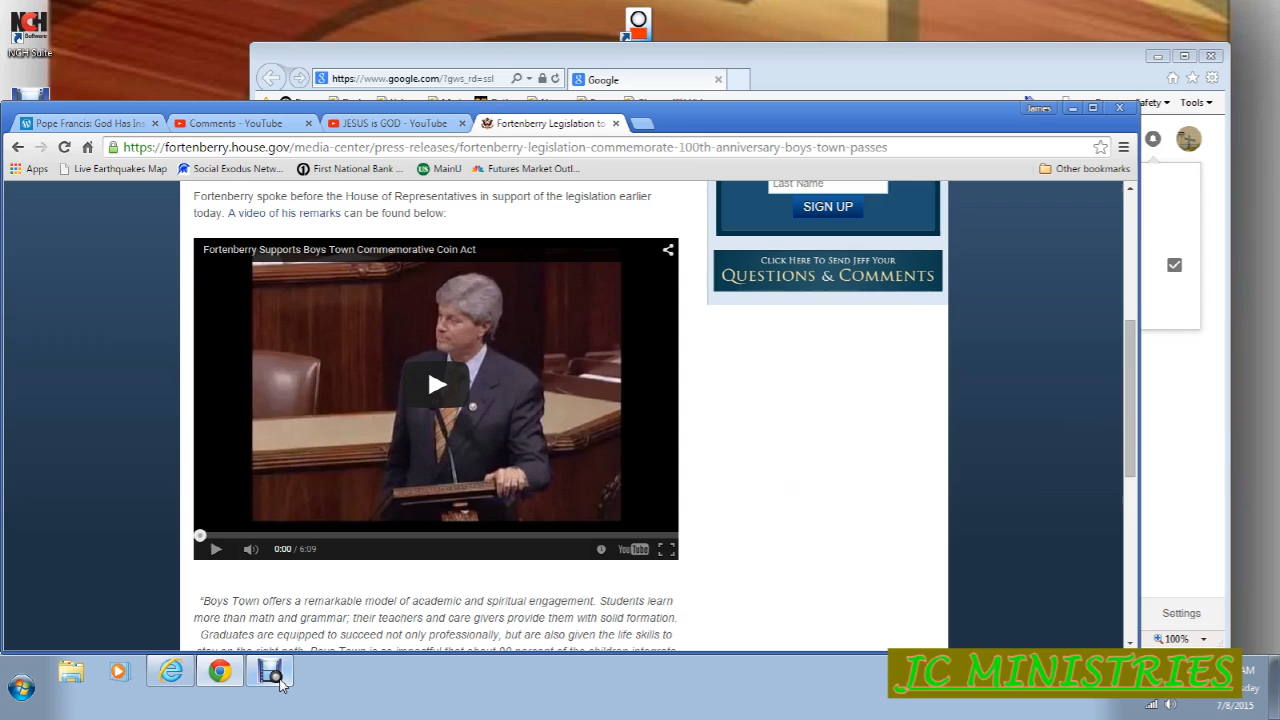 NCH Suite
https://www.google.com/?gws_rd=ssl
Google
Safety
Tools
Pope Francis: God Has Ins
Comments - YouTube
JESUS is GOD - YouTube
Fortenberry Legislation to
https://fortenberry.house.gov/media-center/press-releases/fortenberry-legislation-commemorate-100th-anniversary-boys-town-passes
Apps
Live Earthquakes Map
Social Exodus Netw...
First National Bank ...
MainU
Futures Market Outl...
Other bookmarks
Fortenberry spoke before the House of Representatives in support of the legislation earlier
today. A video of his remarks can be found below:
Last Name
SIGN UP
CLICK HERE TO SEND JEFF YOUR
QUESTIONS & COMMENTS
Fortenberry Supports Boys Town Commemorative Coin Act
0:00 / 6:09
YouTube
“Boys Town offers a remarkable model of academic and spiritual engagement. Students learn
more than math and grammar; their teachers and care givers provide them with solid formation.
Graduates are equipped to succeed not only professionally, but are also given the life skills to
Settings
100%
JC MINISTRIES
7/8/2015